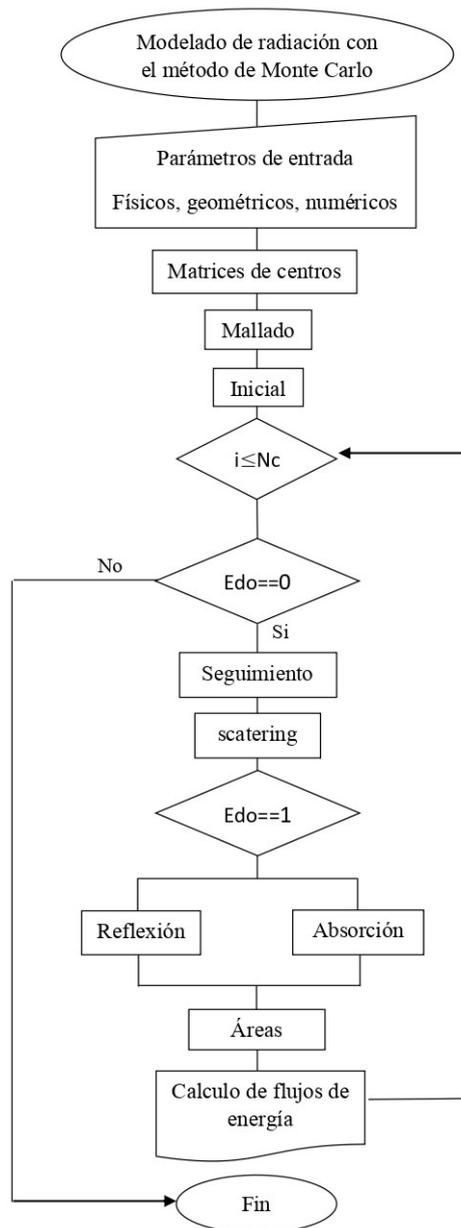 Modelado de radiación con
el método de Monte Carlo
Parámetros de entrada
Físicos, geométricos, numéricos
Matrices de centros
Mallado
Inicial
i≤Nc
No
Edo==0
Si
Seguimiento
scatering
Edo==1
Reflexión
Absorción
Áreas
Calculo de flujos de
energía
Fin